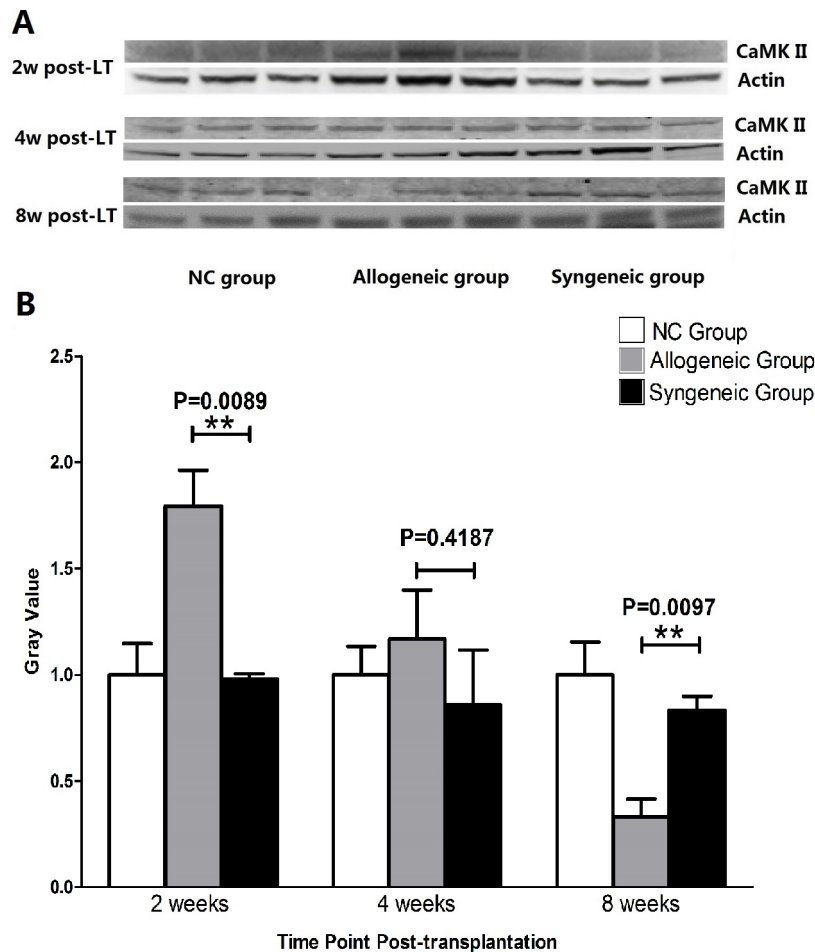 A
2w post-LT
CaMK II
Actin
4w post-LT
CaMK II
Actin
8w post-LT
CaMK II
Actin
NC group Allogeneic group Syngeneic group
B
NC Group
Allogeneic Group
Syngeneic Group
2.5
2.0
1.5
1.0
0.5
0.0
Gray Value
P=0.0089
**
P=0.4187
P=0.0097
**
2 weeks 4 weeks 8 weeks
Time Point Post-transplantation